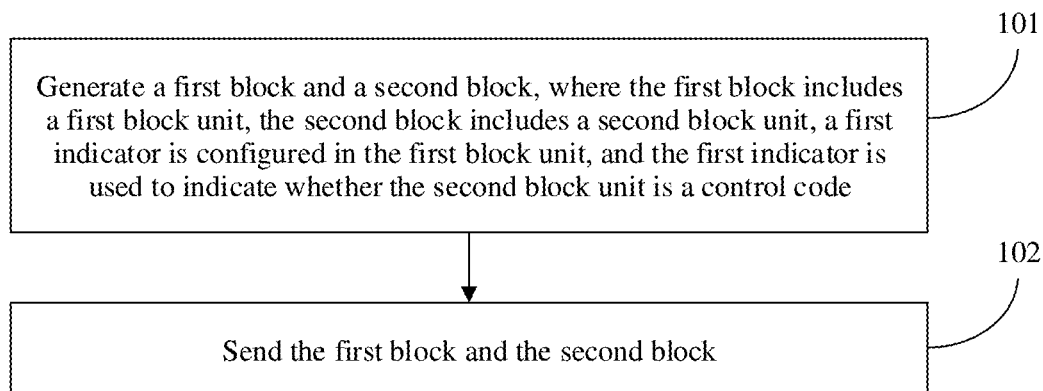 101
Generate a first block and a second block, where the first block includes
a first block unit, the second block includes a second block unit, a first
indicator is configured in the first block unit, and the first indicator is
used to indicate whether the second block unit is a control code
102
Send the first block and the second block